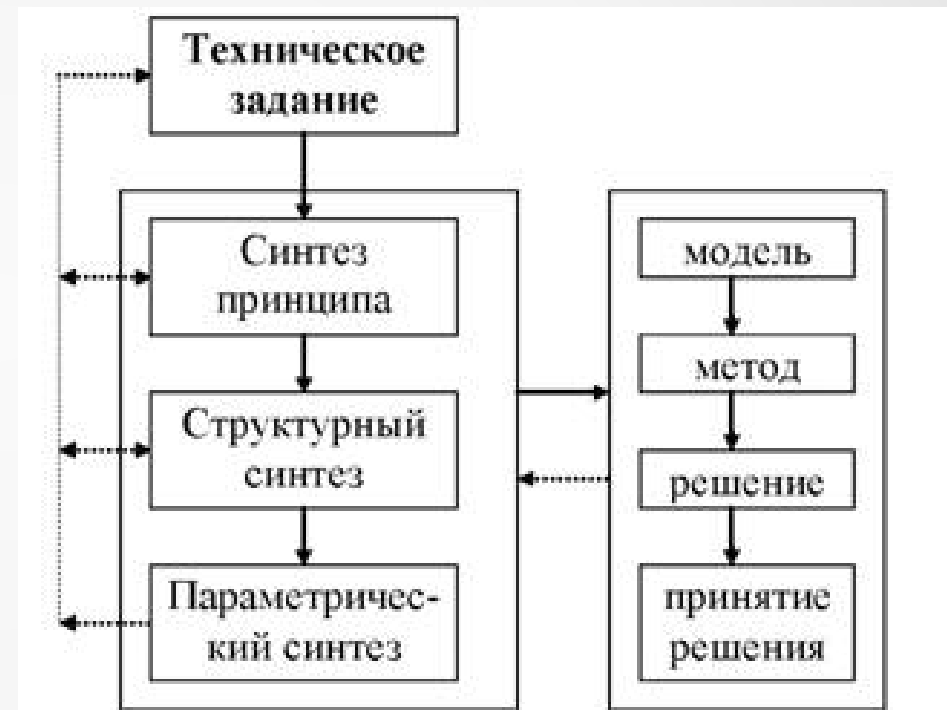 Техническое
задание
Синтез
принципа
Структурный
синтез
Параметричес-
кий синтез
модель
метод
решение
принятие
решения